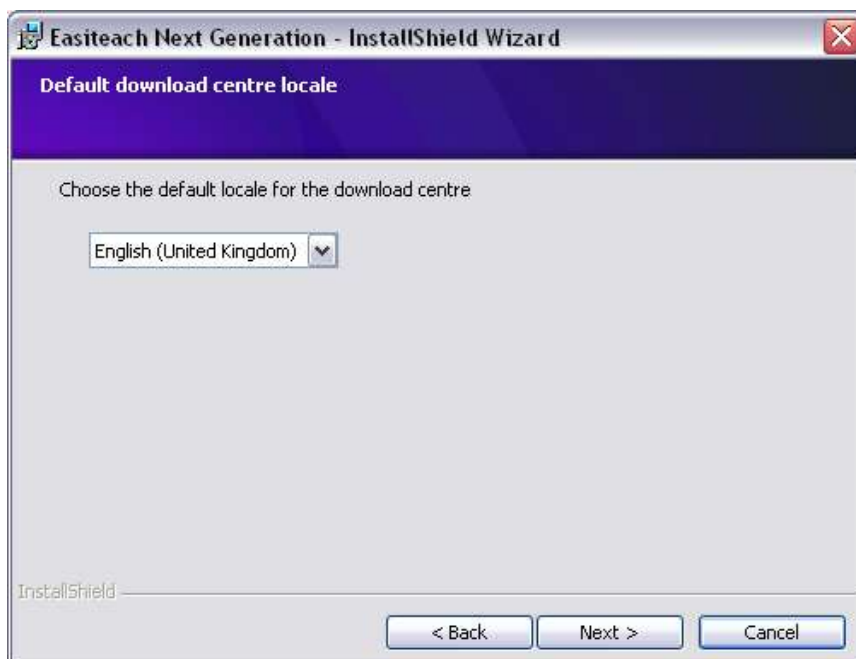 Easiteach Next Generation - InstallShield Wizard
Default download centre locale
Choose the default locale for the download centre
English (United Kingdom)
InstallShield
< Back
Next >
Cancel